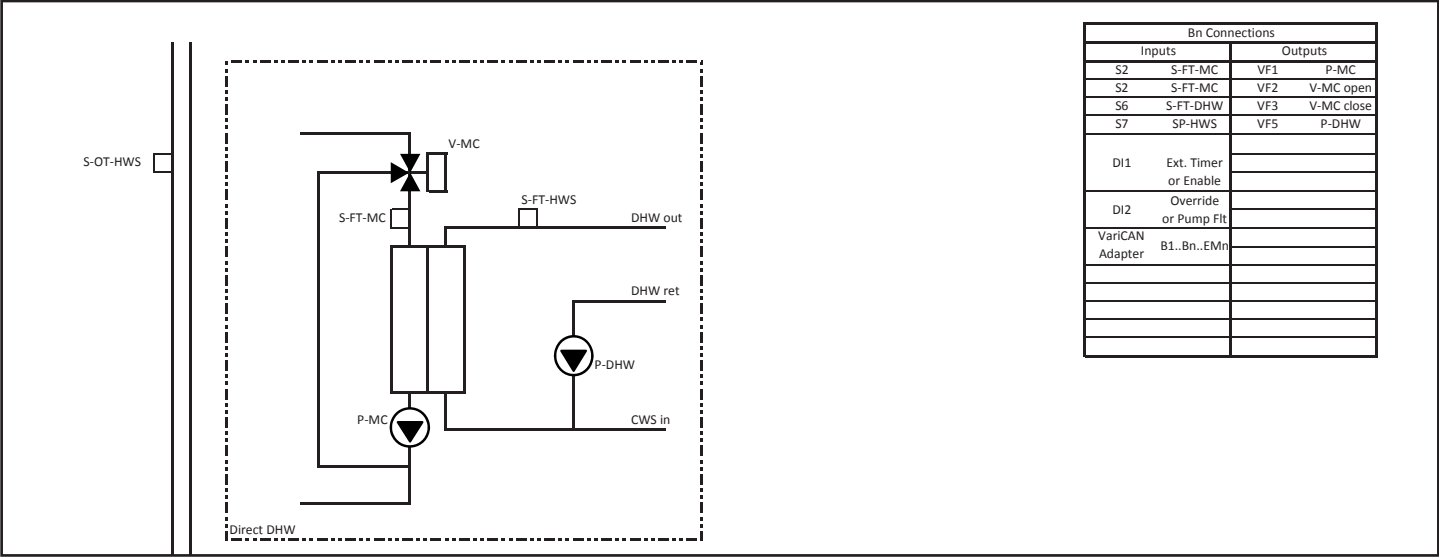 Bn Connections
Inputs Outputs
S2 S-FT-MC VF1 P-MC
S2 S-FT-MC VF2 V-MC open
S6 S-FT-DHW VF3 V-MC close
S7 SP-HWS VF5 P-DHW
DI1 Ext. Timer
or Enable
DI2 Override
or Pump Flt
VariCAN
Adapter B1..Bn..EMn
S-OT-HWS
V-MC
S-FT-MC
S-FT-HWS
DHW out
DHW ret
P-DHW
P-MC
CWS in
Direct DHW